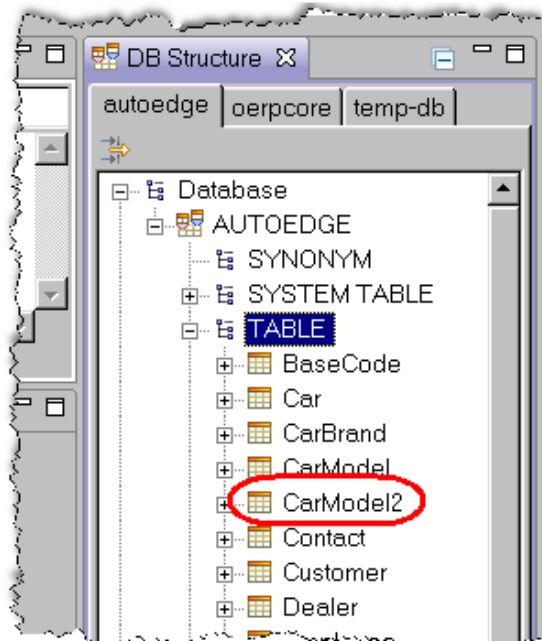 DB Structure
autoedge oerpcore temp-db
Database
AUTOEDGE
SYNONYM
SYSTEM TABLE
TABLE
BaseCode
Car
CarBrand
CarModel
CarModel2
Contact
Customer
Dealer